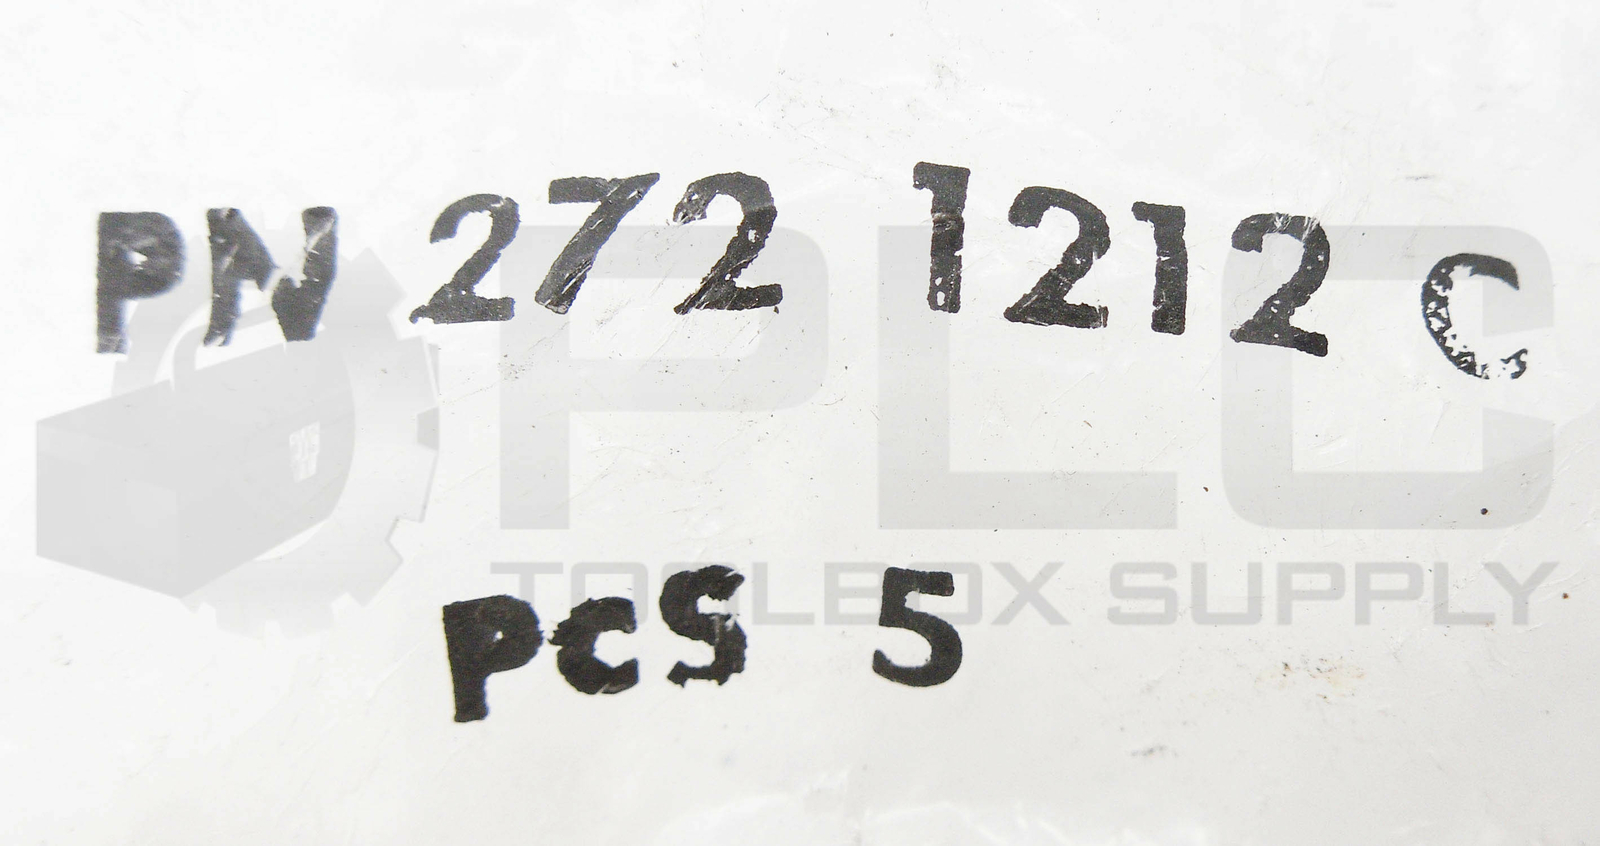 PN 272 1212 C
PLC
TOOLBOX SUPPLY
PCS 5